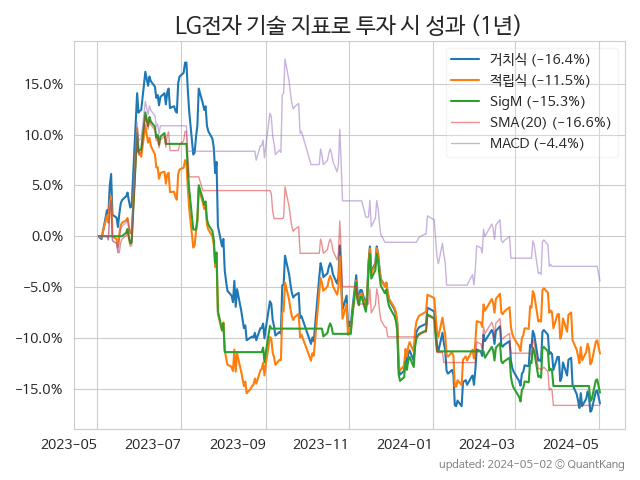 LG전자 기술 지표로 투자 시 성과 (1년)
거치식 (−16.4%)
적립식 (−11.5%)
SigM (−15.3%)
SMA(20) (−16.6%)
MACD (−4.4%)
15.0%
10.0%
5.0%
0.0%
−5.0%
−10.0%
−15.0%
2023-05 2023-07 2023-09 2023-11 2024-01 2024-03 2024-05
updated: 2024-05-02 © QuantKang